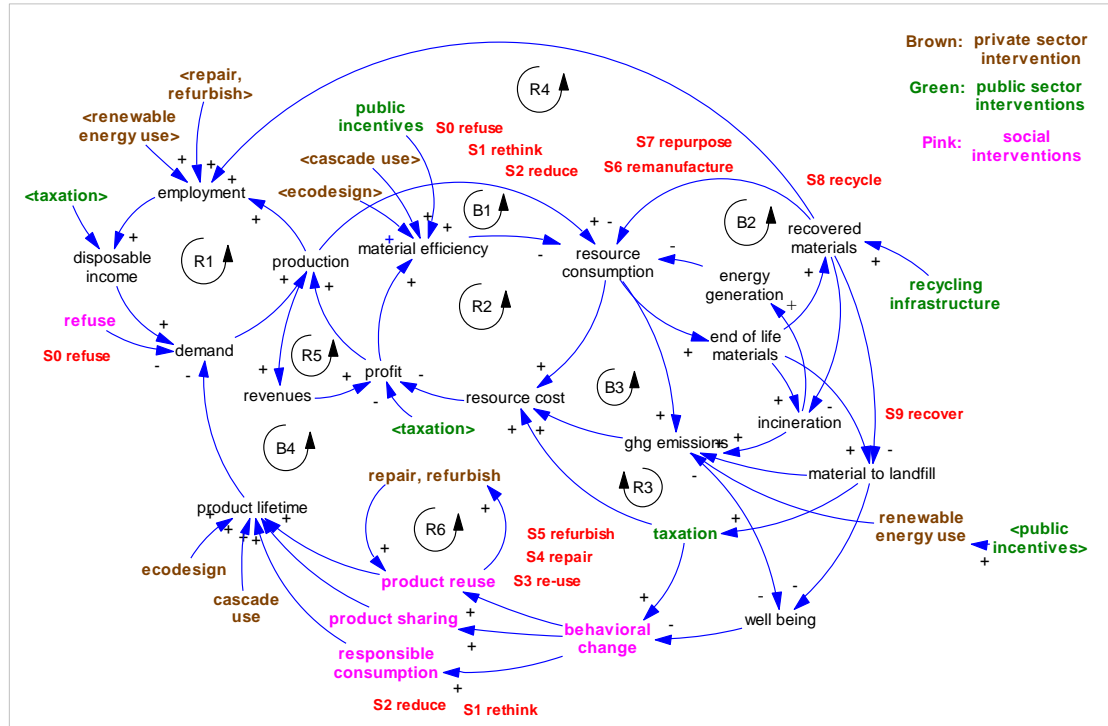 Brown: private sector
intervention
Green: public sector
interventions
Pink: social
interventions
R4
<repair,
refurbish>
<renewable
energy use>
public
incentives
S0 refuse
S1 rethink
S2 reduce
S7 repurpose
S6 remanufacture
S8 recycle
<cascade use>
<ecodesign>
<taxation>
employment
+
+
+
+
+
B1
B2
+
+
+
+
material efficiency
-
+
-
resource
consumption
-
recovered
materials
+
+
disposable
income
R1
production
+
+
+
energy
generation
+
recycling
infrastructure
R2
refuse
S0 refuse
+
-
-
demand
R5
end of life
materials
+
B3
+
revenues
+
profit
-
-
+
resource cost
+
+
<taxation>
+
-
incineration
S9 recover
B4
+
+
+
ghg emissions
-
+
-
material to landfill
R3
product lifetime
+
+
+
+
+
repair, refurbish
R6
+
+
S5 refurbish
S4 repair
S3 re-use
taxation
+
renewable
energy use
<public
incentives>
+
ecodesign
cascade
use
product reuse
product sharing
+
+
responsible
consumption
+
behavioral
change
+
-
-
-
well being
S2 reduce
S1 rethink